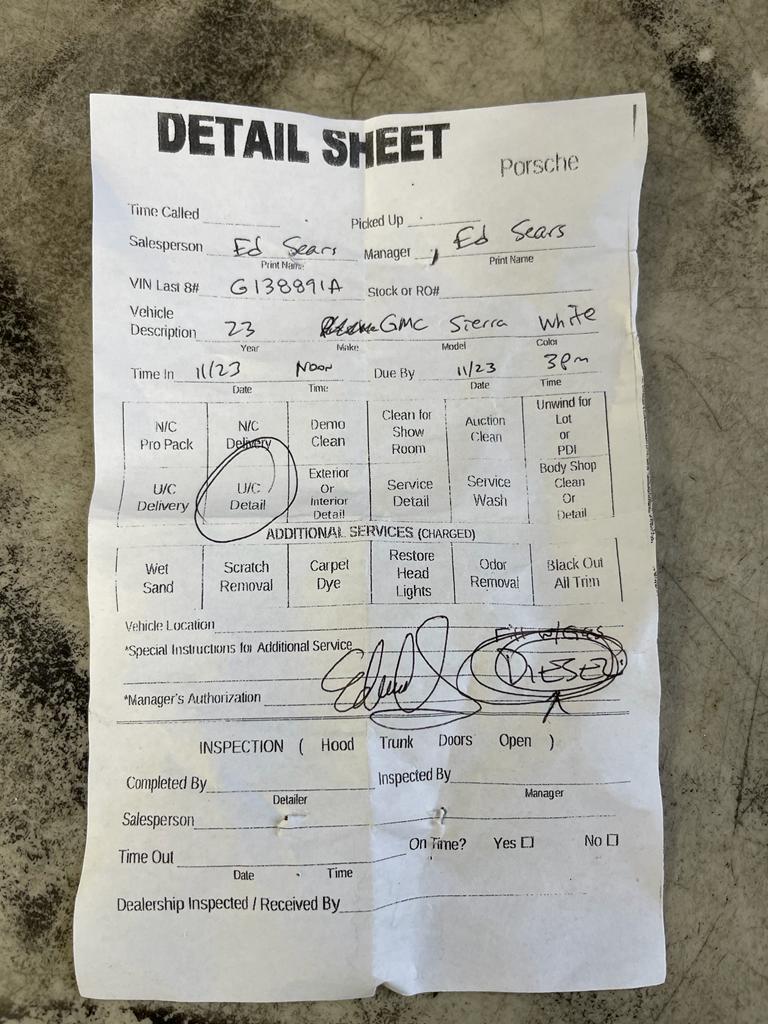 DETAIL SHEET
Porsche
Time Called Picked Up
Salesperson Ed Sears Manager Ed Sears
Print Name Print Name
VIN Last 8# G138891A Stock or RO#
Vehicle
Description 23 GMC Sierra White
Year Make Model Color
Time In 11/23 Noon Due By 11/23 3pm
Date Time Date Time
N/C Pro Pack
N/C Delivery
Demo Clean
Clean for Show Room
Auction Clean
Unwind for Lot or PDI
U/C Delivery
U/C Detail
Exterior Or Interior Detail
Service Detail
Service Wash
Body Shop Clean Or Detail
ADDITIONAL SERVICES (CHARGED)
Wet Sand
Scratch Removal
Carpet Dye
Restore Head Lights
Odor Removal
Black Out All Trim
Vehicle Location
*Special Instructions for Additional Service
DIESEL
*Manager's Authorization
INSPECTION ( Hood Trunk Doors Open )
Completed By Inspected By
Detailer Manager
Salesperson
Time Out On Time? Yes ☐ No ☐
Date Time
Dealership Inspected / Received By